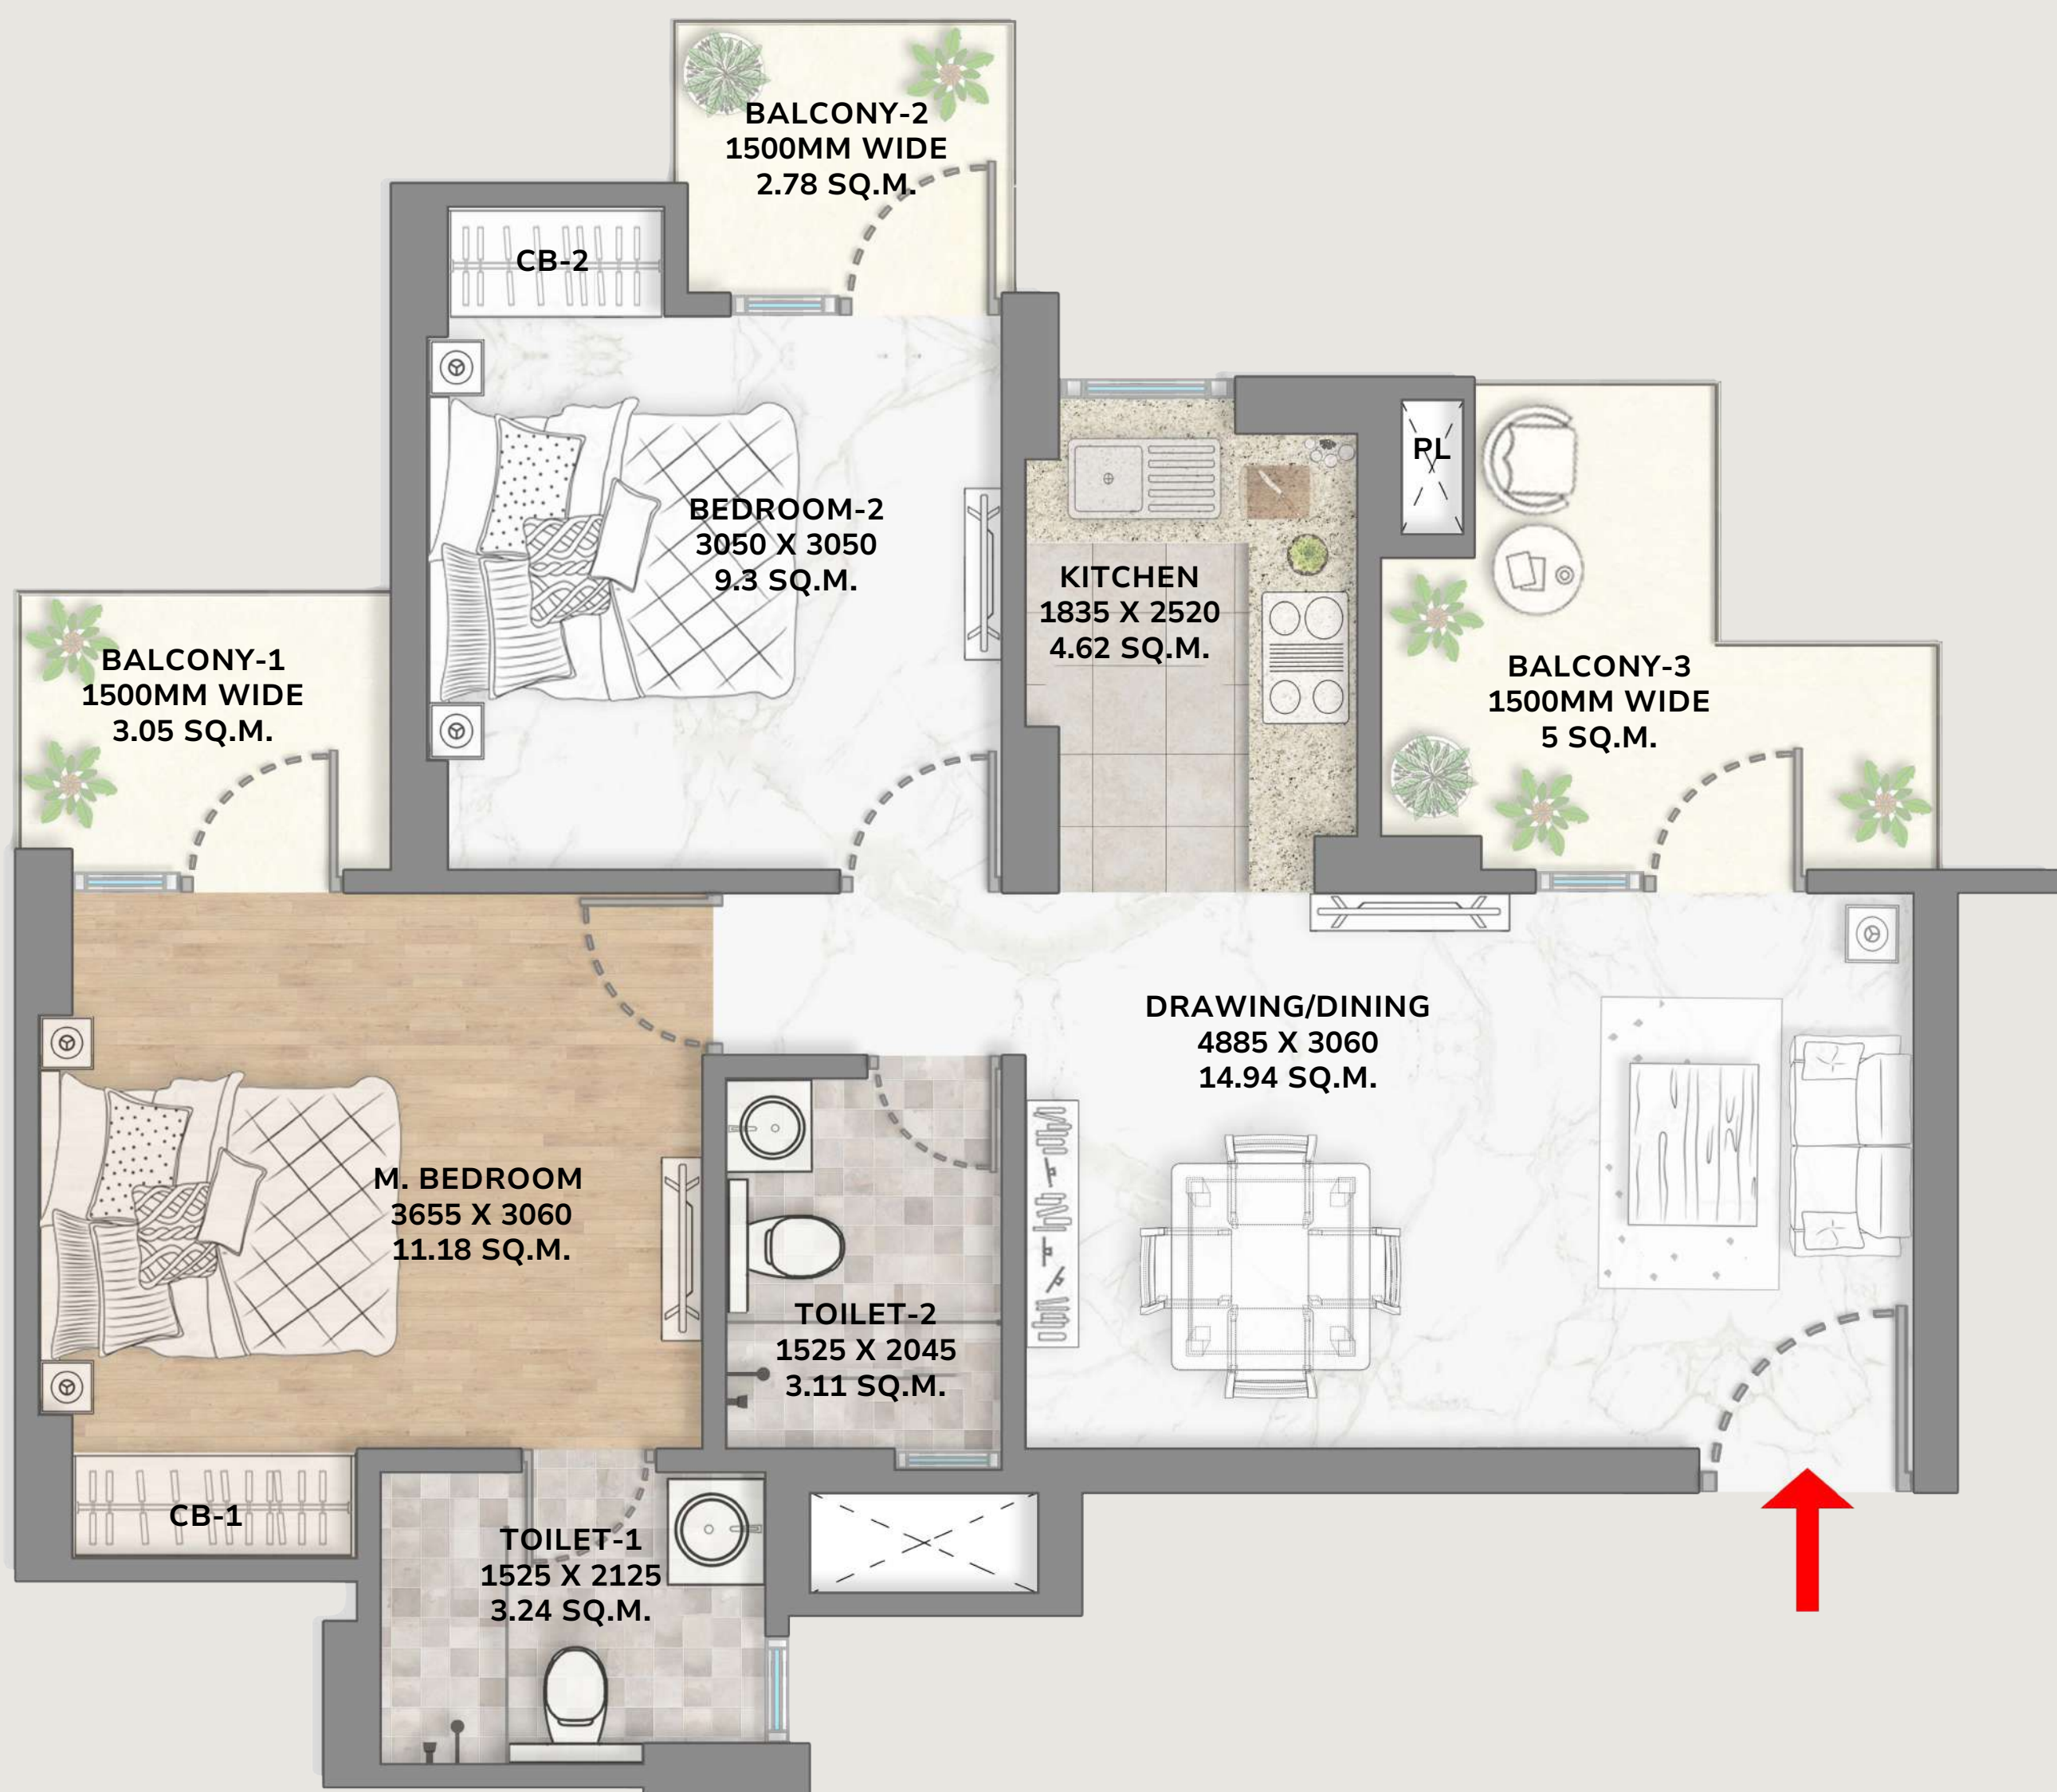 BALCONY-2
1500MM WIDE
2.78 SQ.M.
CB-2
PL
BEDROOM-2
3050 X 3050
9.3 SQ.M.
KITCHEN
1835 X 2520
4.62 SQ.M.
BALCONY-1
1500MM WIDE
3.05 SQ.M.
BALCONY-3
1500MM WIDE
5 SQ.M.
DRAWING/DINING
4885 X 3060
14.94 SQ.M.
M. BEDROOM
3655 X 3060
11.18 SQ.M.
TOILET-2
1525 X 2045
3.11 SQ.M.
CB-1
TOILET-1
1525 X 2125
3.24 SQ.M.